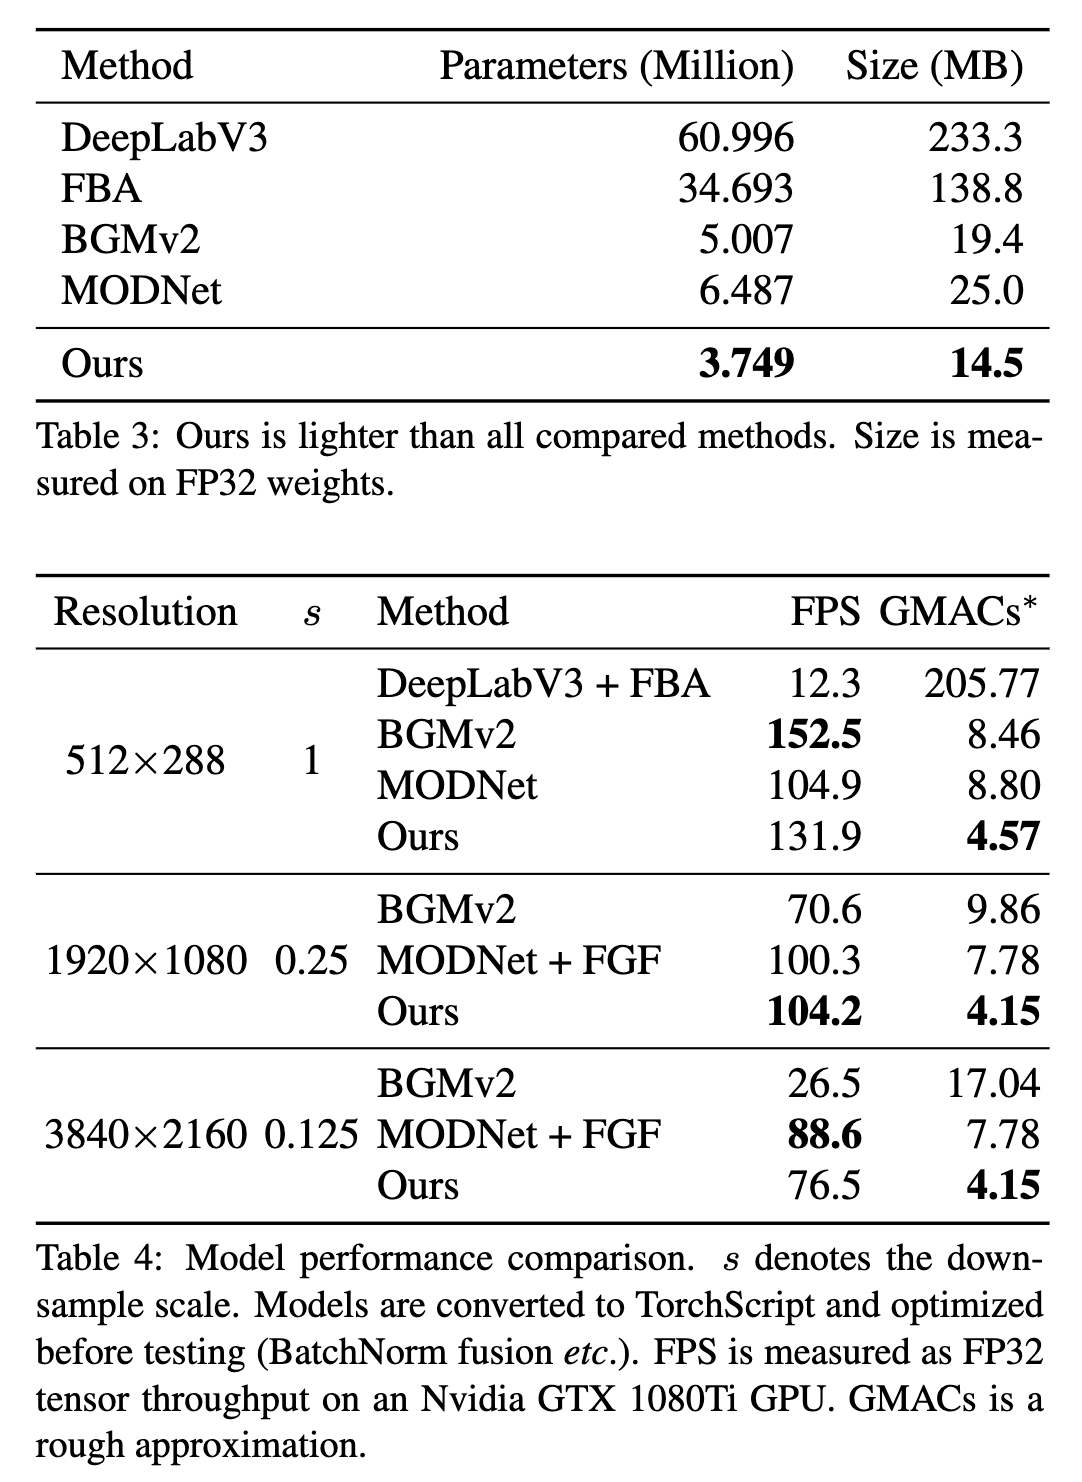 Method Parameters (Million) Size (MB)
DeepLabV3 60.996 233.3
FBA 34.693 138.8
BGMv2 5.007 19.4
MODNet 6.487 25.0
Ours 3.749 14.5
Table 3: Ours is lighter than all compared methods. Size is mea-
sured on FP32 weights.
Resolution s Method FPS GMACs*
DeepLabV3 + FBA 12.3 205.77
BGMv2 152.5 8.46
512×288 1
MODNet 104.9 8.80
Ours 131.9 4.57
BGMv2 70.6 9.86
1920×1080 0.25 MODNet + FGF 100.3 7.78
Ours 104.2 4.15
BGMv2 26.5 17.04
3840×2160 0.125 MODNet + FGF 88.6 7.78
Ours 76.5 4.15
Table 4: Model performance comparison. s denotes the down-
sample scale. Models are converted to TorchScript and optimized
before testing (BatchNorm fusion etc.). FPS is measured as FP32
tensor throughput on an Nvidia GTX 1080Ti GPU. GMACs is a
rough approximation.